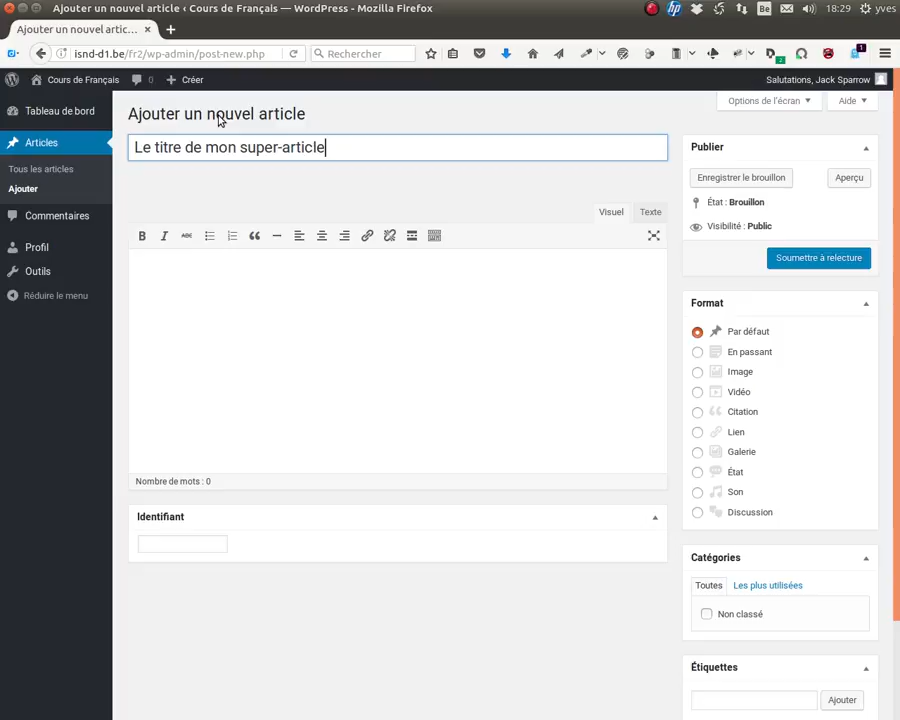 Ajouter un nouvel article ‹ Cours de Français — WordPress - Mozilla Firefox
Be
18:29
yves
Ajouter un nouvel artic… ×
isnd-d1.be/fr2/wp-admin/post-new.php
Rechercher
2
1
Cours de Français
0
Créer
Salutations, Jack Sparrow
Tableau de bord
Articles
Tous les articles
Ajouter
Commentaires
Profil
Outils
Réduire le menu
Options de l'écran
Aide
Ajouter un nouvel article
Le titre de mon super-article
Visuel
Texte
B I ABC
Nombre de mots : 0
Identifiant
Publier
Enregistrer le brouillon
Aperçu
État : Brouillon
Visibilité : Public
Soumettre à relecture
Format
Par défaut
En passant
Image
Vidéo
Citation
Lien
Galerie
État
Son
Discussion
Catégories
Toutes
Les plus utilisées
Non classé
Étiquettes
Ajouter